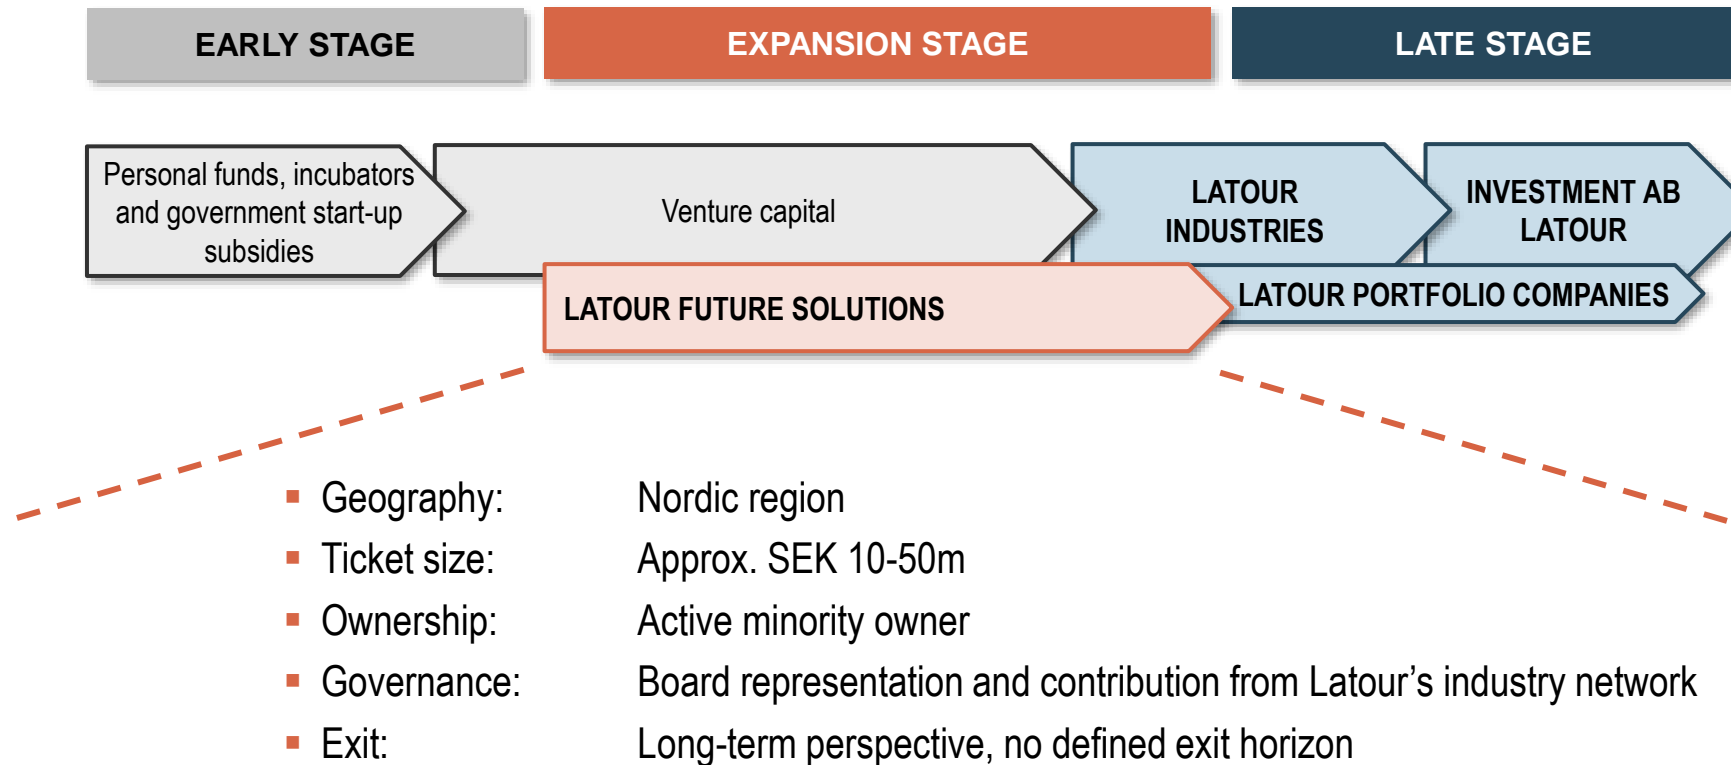 EARLY STAGE
EXPANSION STAGE
LATE STAGE
Personal funds, incubators
and government start-up
subsidies
Venture capital
LATOUR
INDUSTRIES
INVESTMENT AB
LATOUR
LATOUR FUTURE SOLUTIONS
LATOUR PORTFOLIO COMPANIES
Geography: Nordic region
Ticket size: Approx. SEK 10-50m
Ownership: Active minority owner
Governance: Board representation and contribution from Latour’s industry network
Exit: Long-term perspective, no defined exit horizon